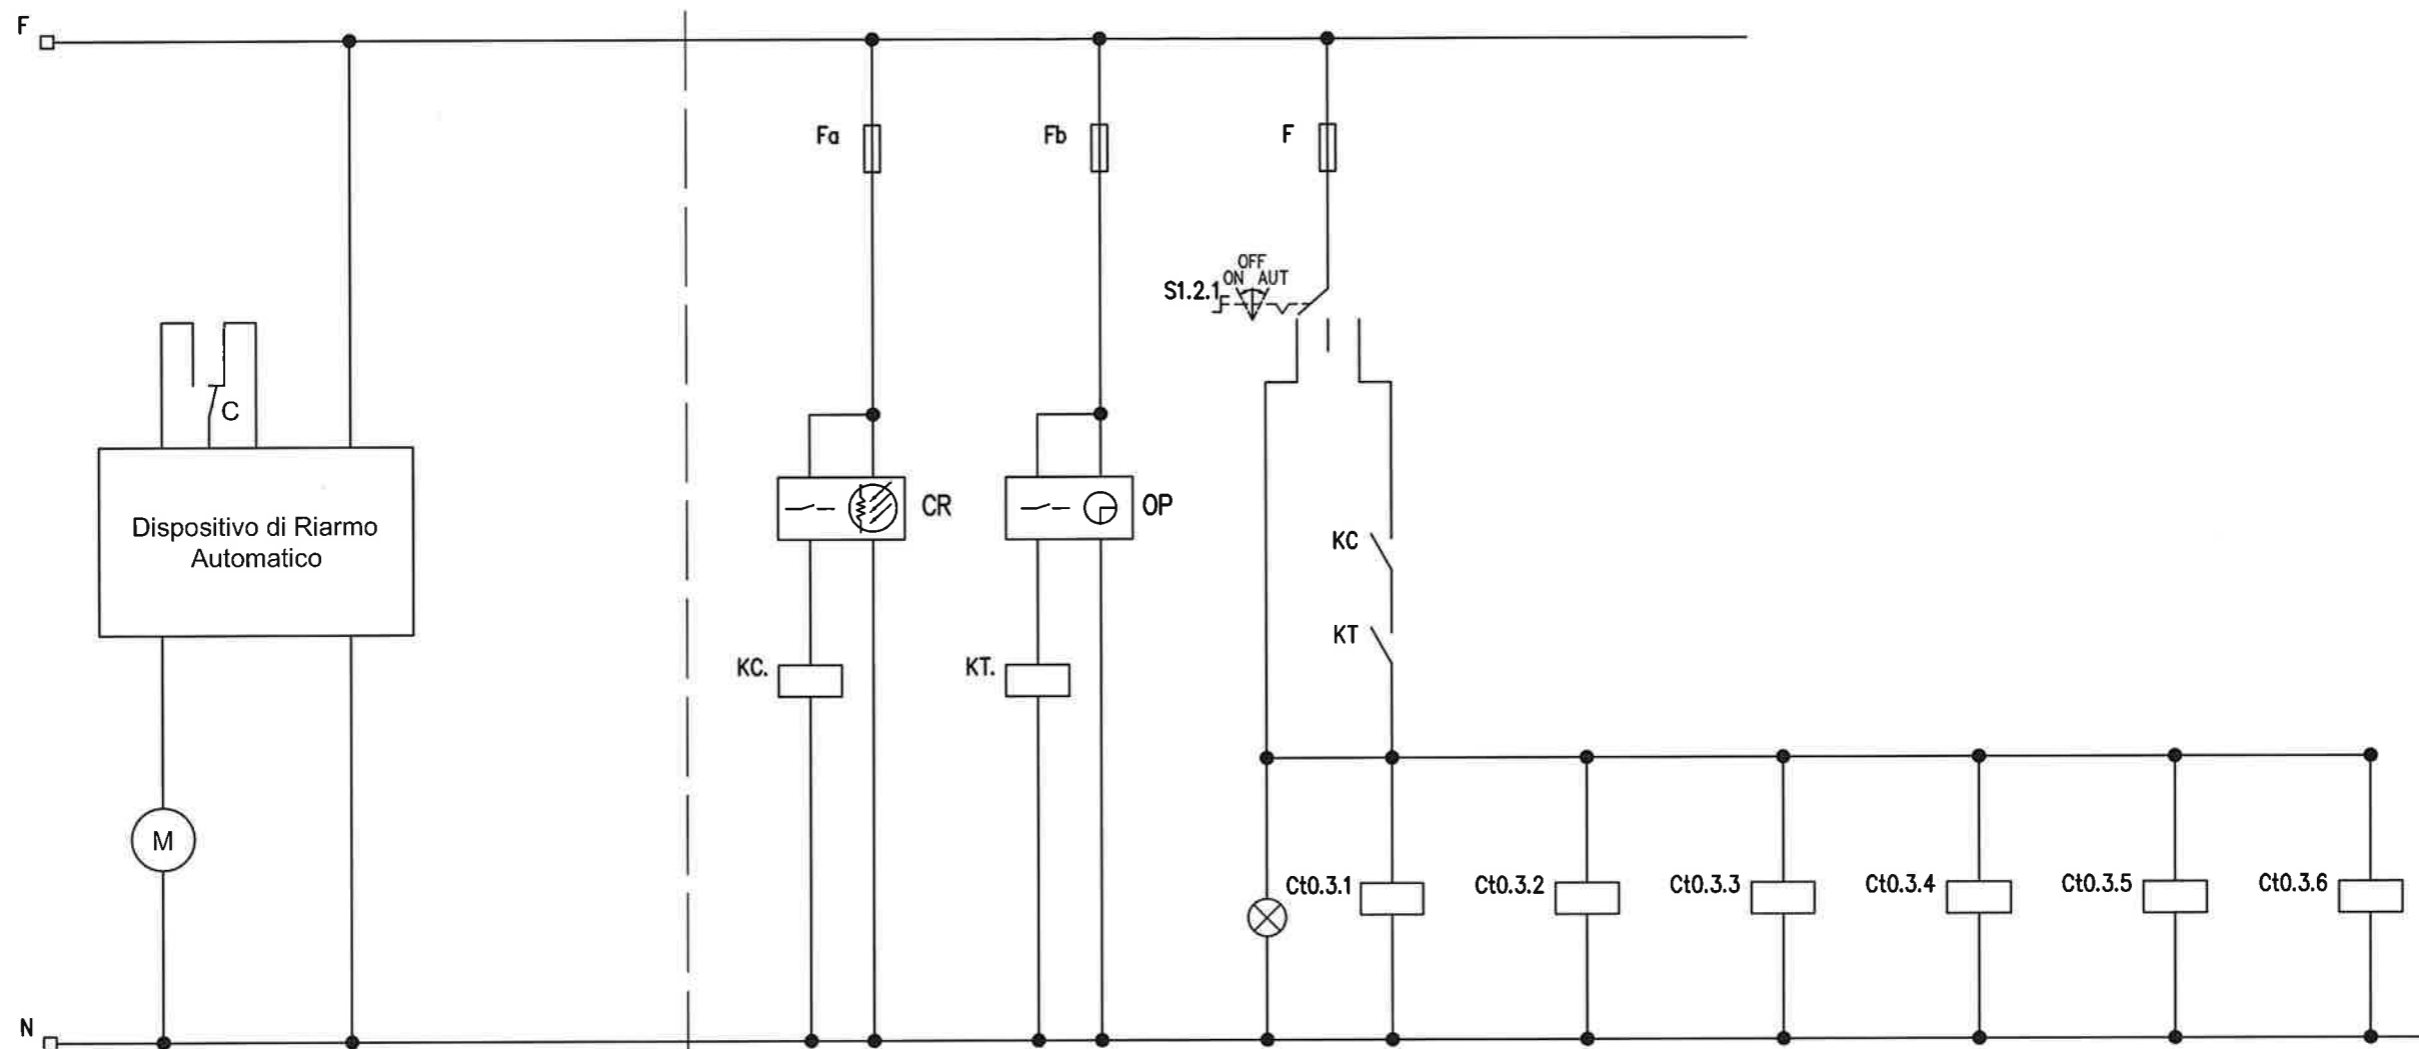 F
Fa
Fb
F
OFF
ON AUT
S1.2.1
C
Dispositivo di Riarmo
Automatico
CR
OP
KC
KT
KC.
KT.
M
Ct0.3.1
Ct0.3.2
Ct0.3.3
Ct0.3.4
Ct0.3.5
Ct0.3.6
N